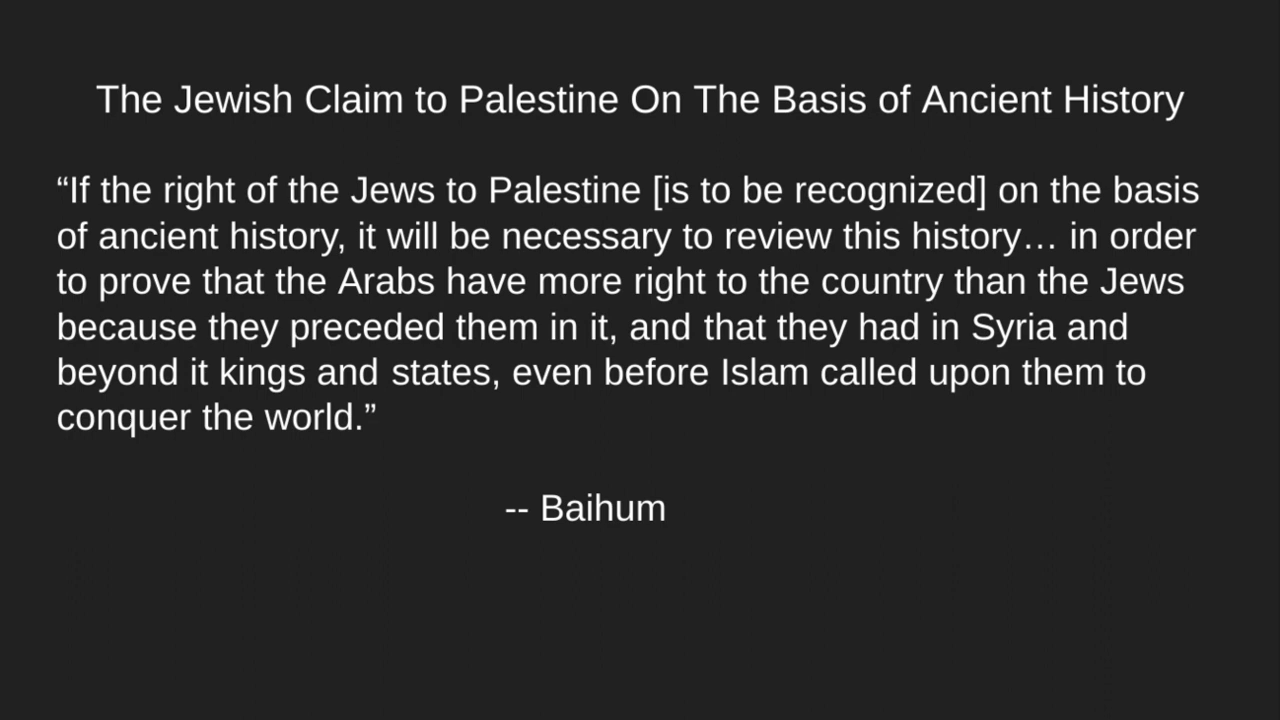 The Jewish Claim to Palestine On The Basis of Ancient History
“If the right of the Jews to Palestine [is to be recognized] on the basis
of ancient history, it will be necessary to review this history… in order
to prove that the Arabs have more right to the country than the Jews
because they preceded them in it, and that they had in Syria and
beyond it kings and states, even before Islam called upon them to
conquer the world.”
-- Baihum